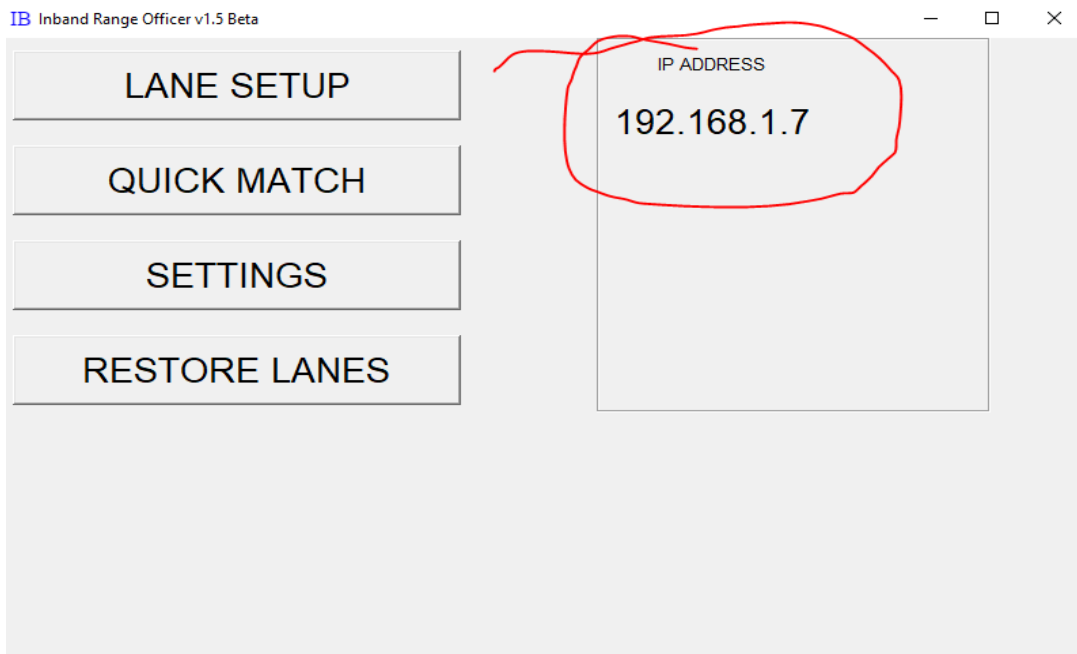 IB Inband Range Officer v1.5 Beta
LANE SETUP
QUICK MATCH
SETTINGS
RESTORE LANES
IP ADDRESS
192.168.1.7